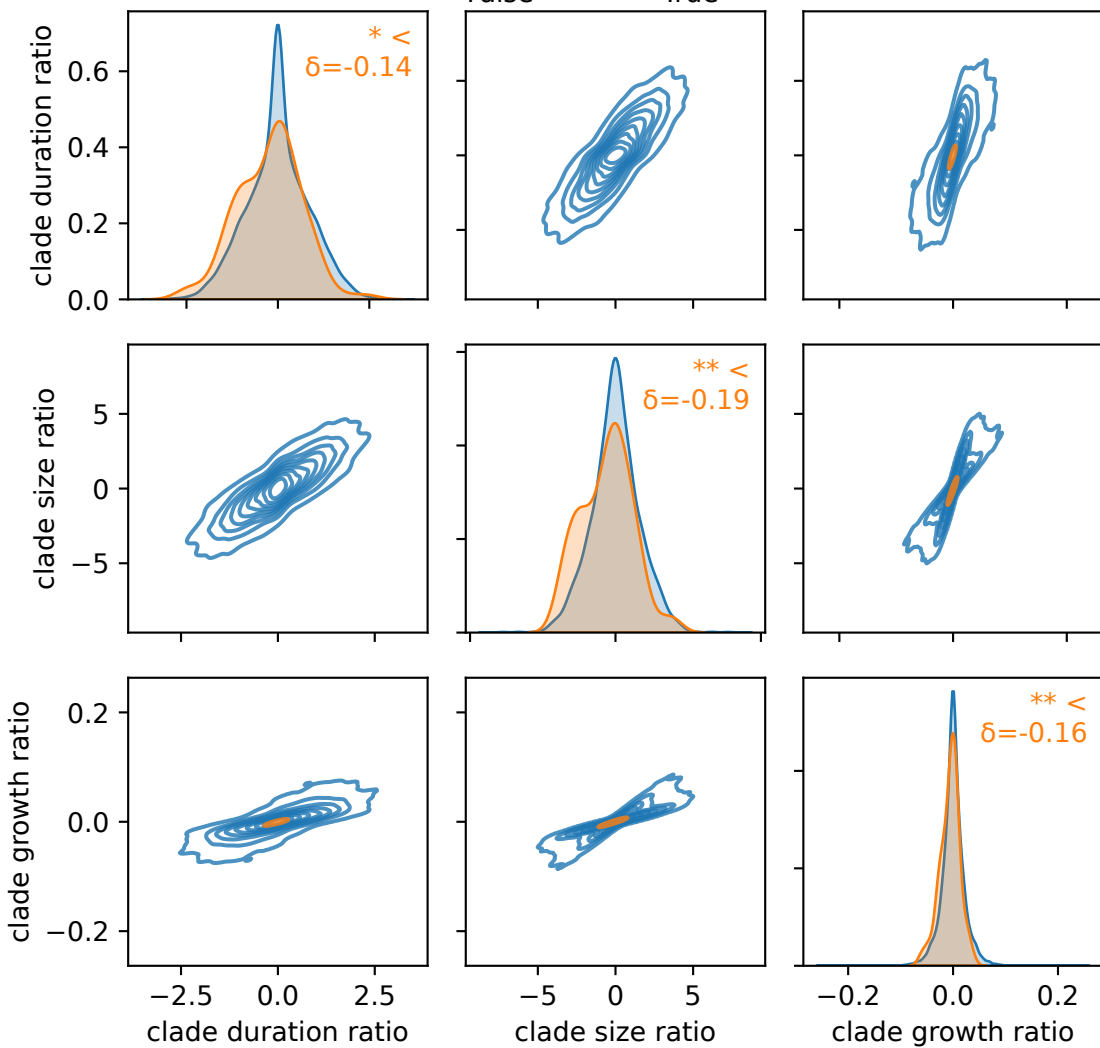 True
clade duration ratio
0.6
0.4
0.2
0.0
* <
δ=-0.14
clade size ratio
5
0
−5
** <
δ=-0.19
clade growth ratio
0.2
0.0
−0.2
** <
δ=-0.16
−2.5
0.0
2.5
−5
0
5
−0.2
0.0
0.2
clade duration ratio
clade size ratio
clade growth ratio